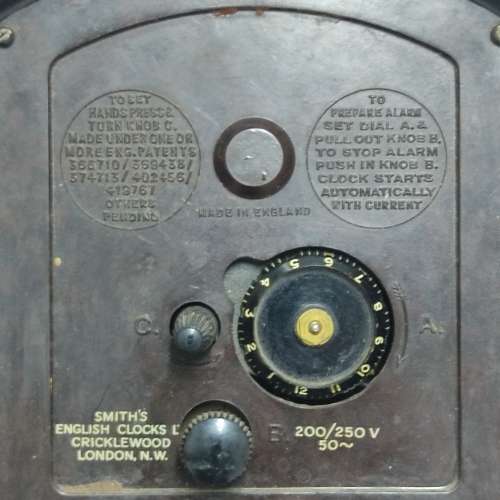 TO SET
HANDS PRESS &
TURN KNOB C.
MADE UNDER ONE OR
MORE ENG. PATENTS
362710/369438/
374713/402456/
419767
OTHERS
PENDING
TO
PREPARE ALARM
SET DIAL A. &
PULL OUT KNOB B.
TO STOP ALARM
PUSH IN KNOB B.
CLOCK STARTS
AUTOMATICALLY
WITH CURRENT
MADE IN ENGLAND
1 2 3 4 5 6 7 8 9 10 11 12
C.
A.
SMITH'S
ENGLISH CLOCKS L
CRICKLEWOOD
LONDON, N.W.
B.
200/250 V
50~